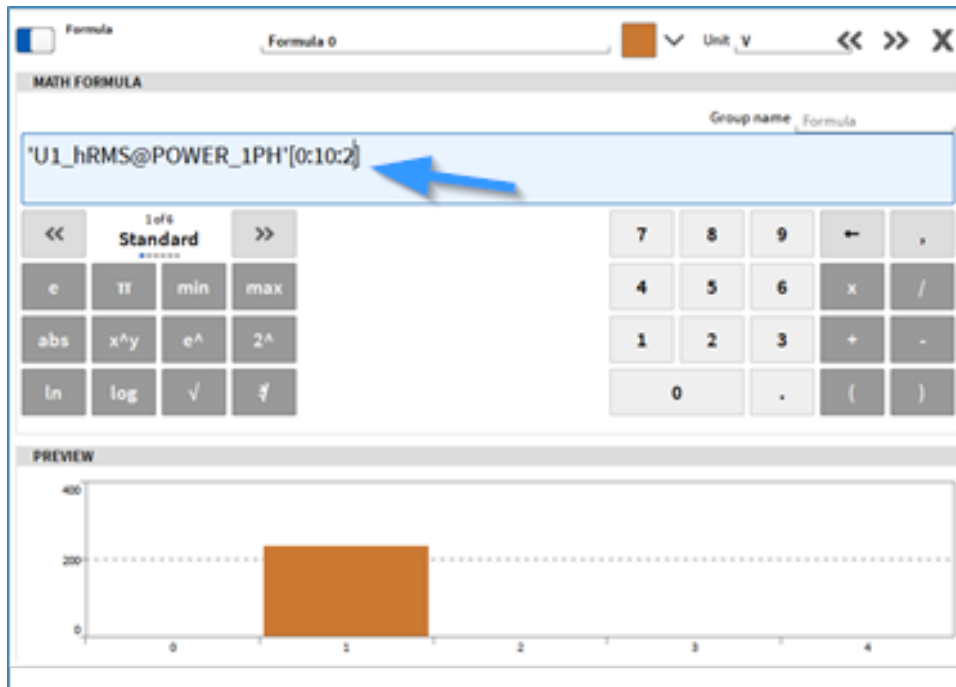 Formula
Formula 0
Unit V
<< >> X
MATH FORMULA
Group name Formula
'U1_hRMS@POWER_1PH'[0:10:2]
<< 1 of 6 >>
Standard
7 8 9 ← ,
e π min max 4 5 6 x /
abs x^y e^ 2^ 1 2 3 + -
ln log √ 0 . ( )
PREVIEW
400
200
0
0 1 2 3 4